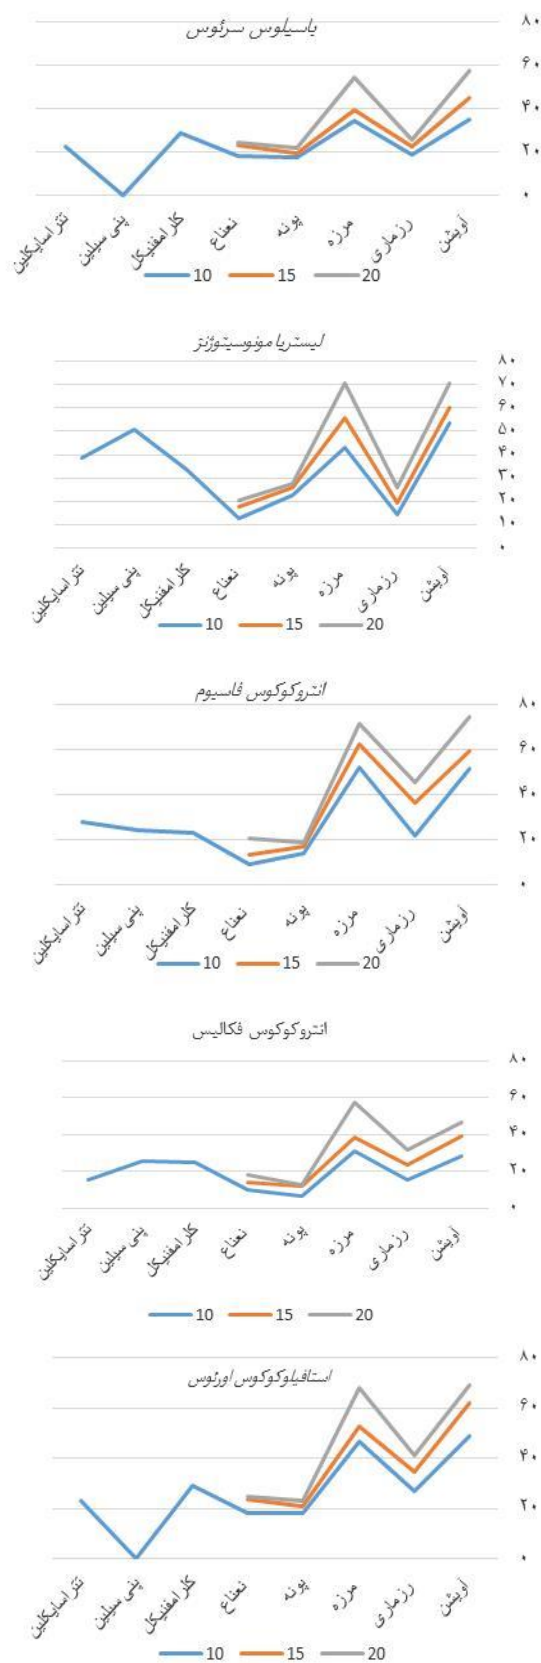 باسیلوس سرئوس
۸۰
۶۰
۴۰
۲۰
۰
آویشن رزماری مرزه پونه نعناع کلرامفنیکل پنی سیلین تتراسایکلین
10 15 20
لیستریا مونوسیتوژنز
۸۰
۷۰
۶۰
۵۰
۴۰
۳۰
۲۰
۱۰
۰
آویشن رزماری مرزه پونه نعناع کلرامفنیکل پنی سیلین تتراسایکلین
10 15 20
انتروکوکوس فاسیوم
۸۰
۶۰
۴۰
۲۰
۰
آویشن رزماری مرزه پونه نعناع کلرامفنیکل پنی سیلین تتراسایکلین
10 15 20
انتروکوکوس فکالیس
۸۰
۶۰
۴۰
۲۰
۰
آویشن رزماری مرزه پونه نعناع کلرامفنیکل پنی سیلین تتراسایکلین
10 15 20
۸۰
استافیلوکوکوس اورئوس
۶۰
۴۰
۲۰
۰
آویشن رزماری مرزه پونه نعناع کلرامفنیکل پنی سیلین تتراسایکلین
10 15 20